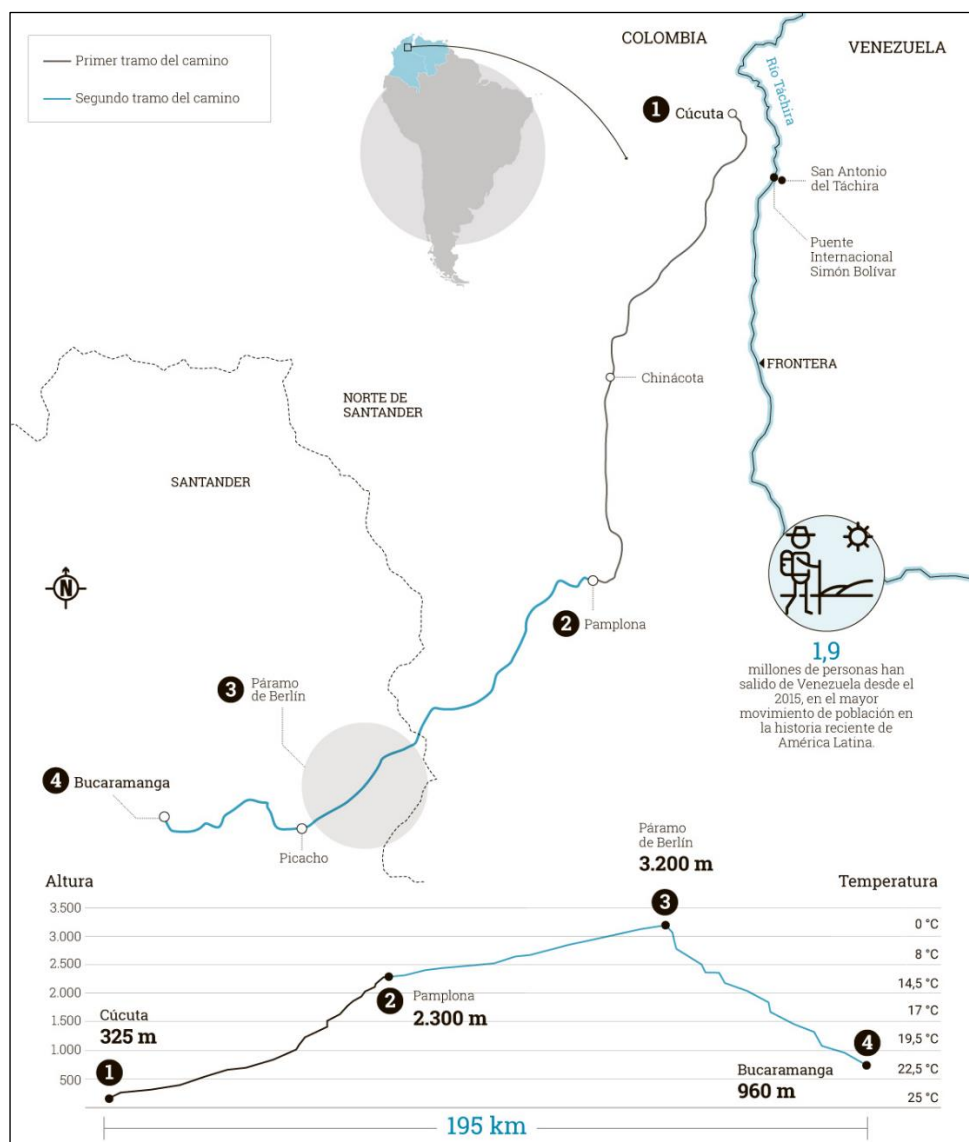 Primer tramo del camino
Segundo tramo del camino
COLOMBIA
VENEZUELA
Río Táchira
1 Cúcuta
San Antonio
del Táchira
Puente
Internacional
Simón Bolívar
FRONTERA
Chinácota
NORTE DE
SANTANDER
SANTANDER
N
2 Pamplona
1,9
millones de personas han
salido de Venezuela desde el
2015, en el mayor
movimiento de población en
la historia reciente de
América Latina.
3 Páramo
de Berlín
4 Bucaramanga
Picacho
Altura
Temperatura
Páramo
de Berlín
3.200 m
3
3.500
3.000
2.500
2.000
1.500
1.000
500
0 °C
8 °C
14,5 °C
17 °C
19,5 °C
22,5 °C
25 °C
Cúcuta
325 m
1
2
Pamplona
2.300 m
4
Bucaramanga
960 m
195 km